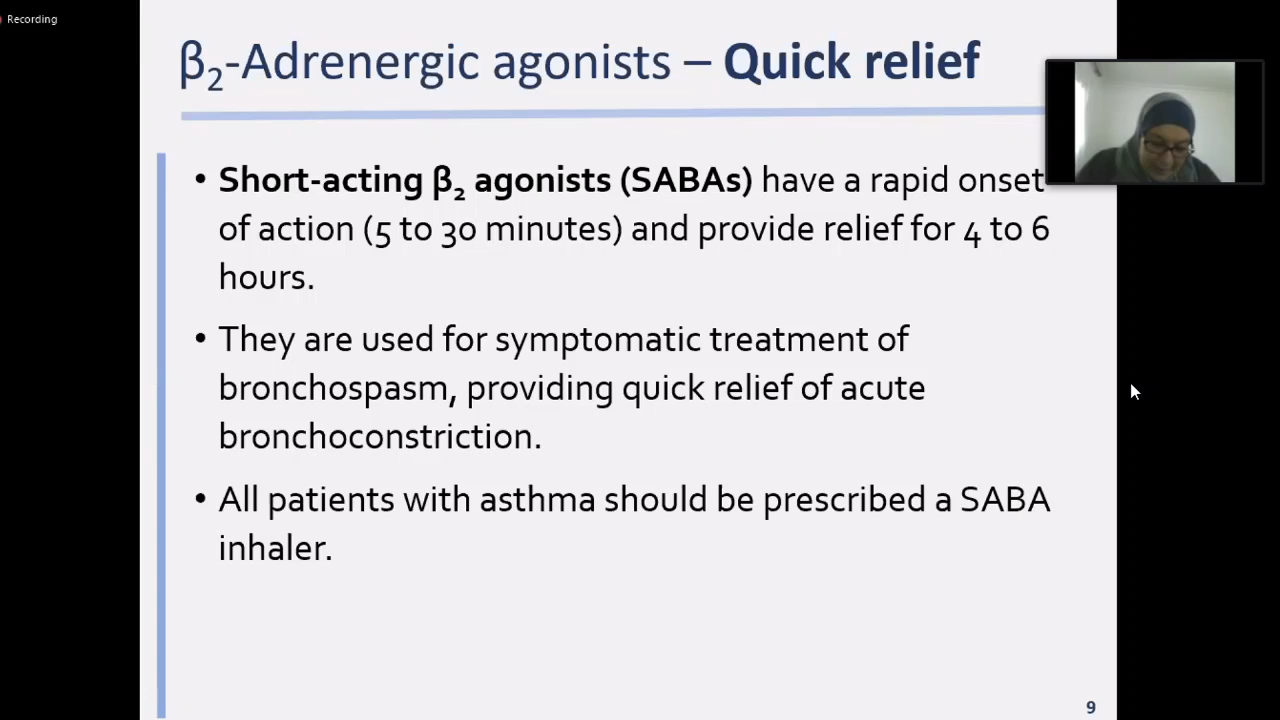 Recording
β₂-Adrenergic agonists – Quick relief
• Short-acting β₂ agonists (SABAs) have a rapid onset
of action (5 to 30 minutes) and provide relief for 4 to 6
hours.
• They are used for symptomatic treatment of
bronchospasm, providing quick relief of acute
bronchoconstriction.
• All patients with asthma should be prescribed a SABA
inhaler.
9